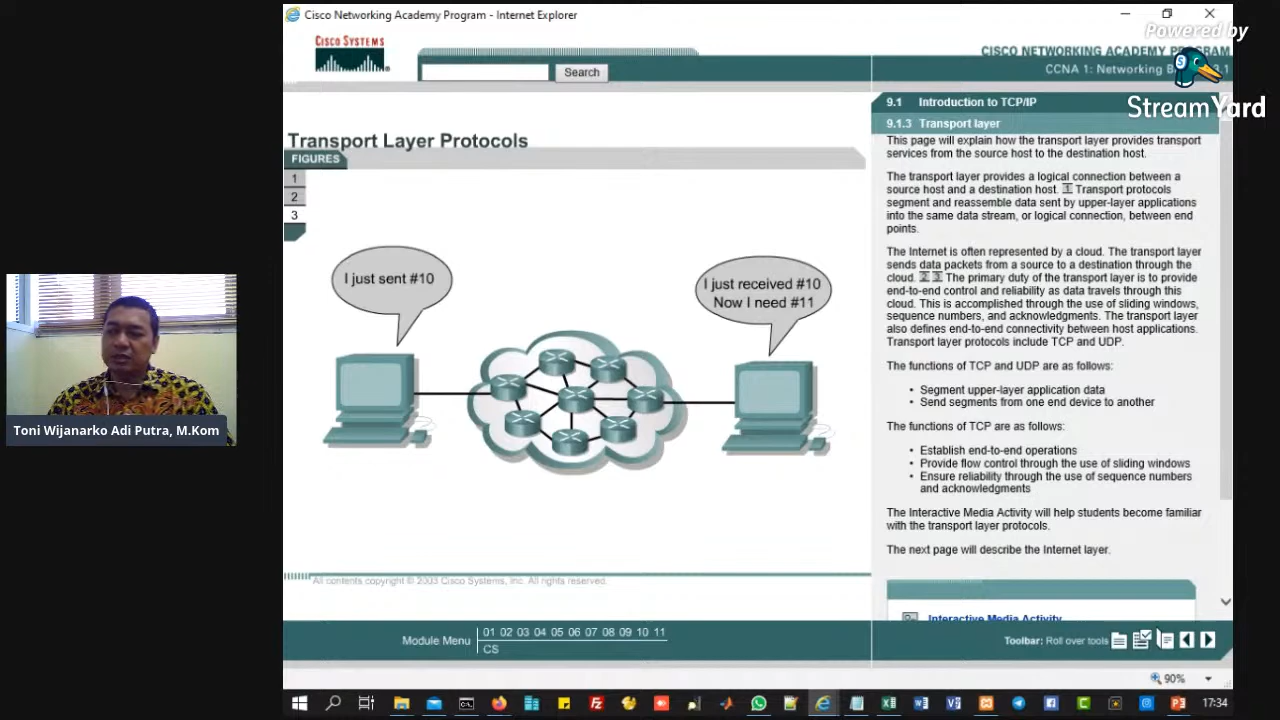 Cisco Networking Academy Program - Internet Explorer
Powered by
CISCO SYSTEMS
Search
CISCO NETWORKING ACADEMY PROGRAM
CCNA 1: Networking
StreamYard
9.1 Introduction to TCP/IP
9.1.3 Transport layer
Transport Layer Protocols
FIGURES
1
2
3
I just sent #10
I just received #10
Now I need #11
This page will explain how the transport layer provides transport
services from the source host to the destination host.
The transport layer provides a logical connection between a
source host and a destination host. 1 Transport protocols
segment and reassemble data sent by upper-layer applications
into the same data stream, or logical connection, between end
points.
The Internet is often represented by a cloud. The transport layer
sends data packets from a source to a destination through the
cloud. 2 3 The primary duty of the transport layer is to provide
end-to-end control and reliability as data travels through this
cloud. This is accomplished through the use of sliding windows,
sequence numbers, and acknowledgments. The transport layer
also defines end-to-end connectivity between host applications.
Transport layer protocols include TCP and UDP.
The functions of TCP and UDP are as follows:
• Segment upper-layer application data
• Send segments from one end device to another
The functions of TCP are as follows:
• Establish end-to-end operations
• Provide flow control through the use of sliding windows
• Ensure reliability through the use of sequence numbers
and acknowledgments
The Interactive Media Activity will help students become familiar
with the transport layer protocols.
The next page will describe the Internet layer.
Interactive Media Activity
Toni Wijanarko Adi Putra, M.Kom
All contents copyright © 2003 Cisco Systems, Inc. All rights reserved.
Module Menu
01 02 03 04 05 06 07 08 09 10 11
CS
Toolbar: Roll over tools
90%
17:34